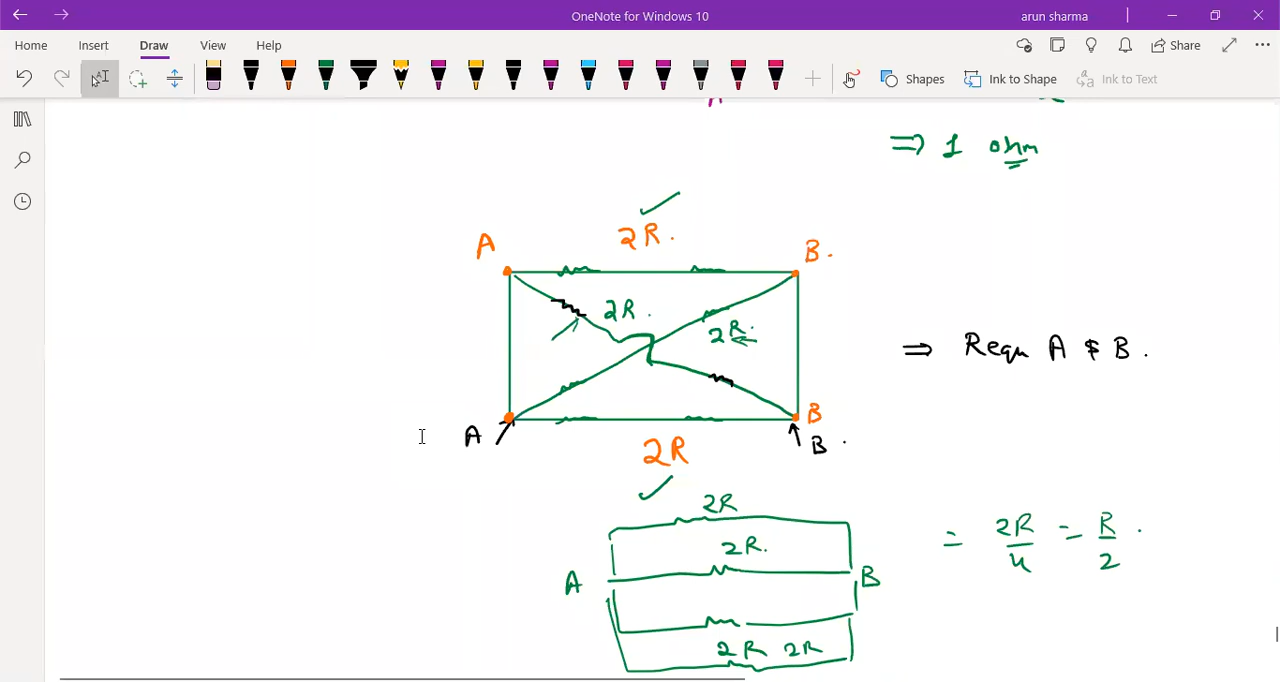 OneNote for Windows 10
arun sharma
Home Insert Draw View Help
Share
Shapes
Ink to Shape
Ink to Text
⇒ 1 ohm
2R.
A
B.
2R.
2R.
⇒ Requ A & B.
A
B
B.
2R
2R
2R.
A
B
= 2R/4 = R/2.
2R 2R